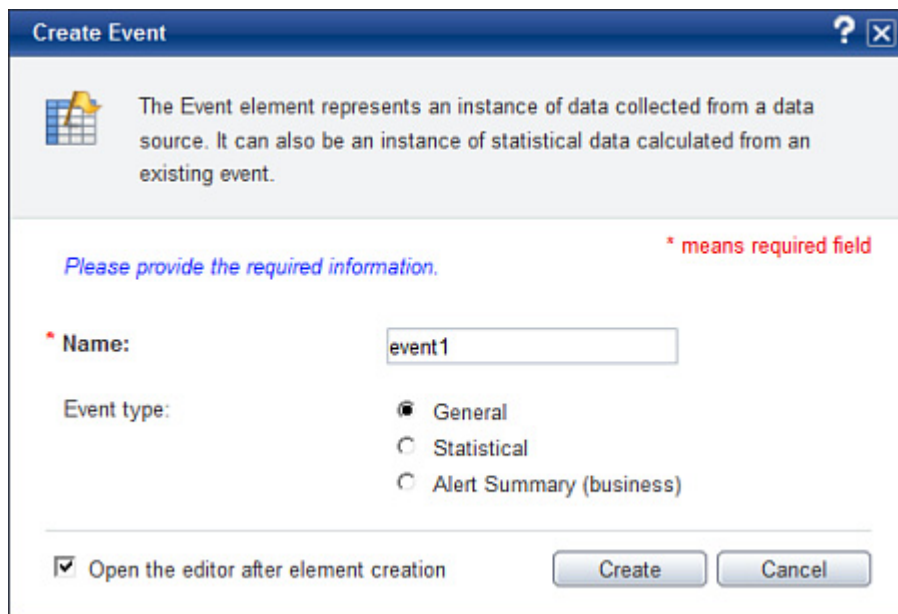 Create Event
?
The Event element represents an instance of data collected from a data
source. It can also be an instance of statistical data calculated from an
existing event.
* means required field
Please provide the required information.
* Name:
event1
Event type:
General
Statistical
Alert Summary (business)
Open the editor after element creation
Create
Cancel